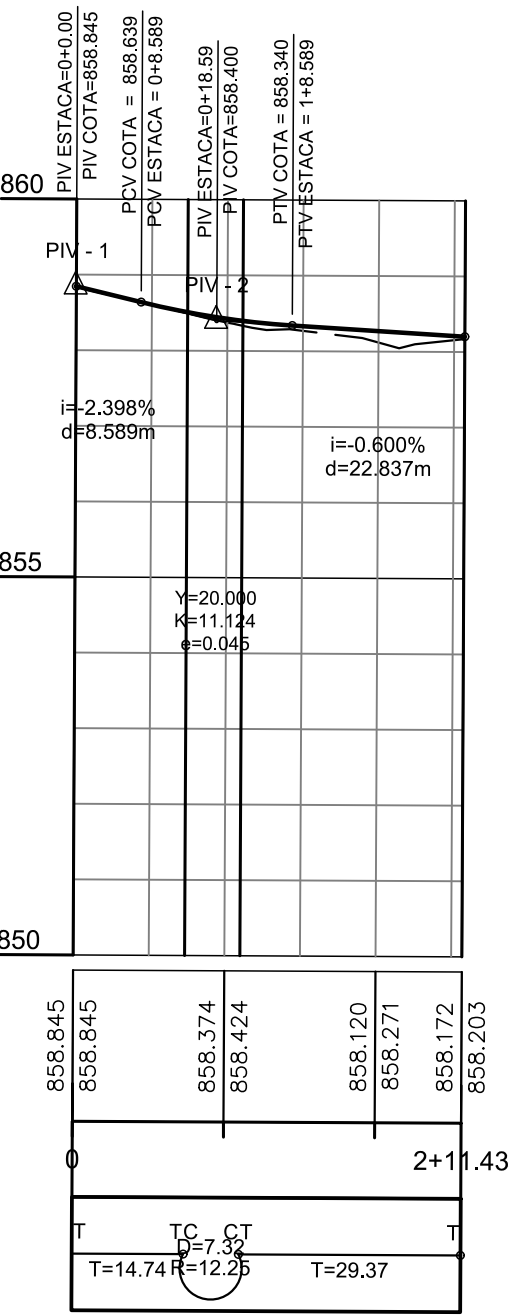 PIV ESTACA=0+0.00
PIV COTA=858.845
PCV COTA = 858.639
PCV ESTACA = 0+8.589
PIV ESTACA=0+18.59
PIV COTA=858.400
PTV COTA = 858.340
PTV ESTACA = 1+8.589
860
PIV - 1
PIV - 2
i=-2.398%
d=8.589m
i=-0.600%
d=22.837m
855
Y=20.000
K=11.124
e=0.045
850
858.845
858.845
858.374
858.424
858.120
858.271
858.172
858.203
0
2+11.43
T
TC
CT
T
D=7.32
T=14.74
R=12.25
T=29.37